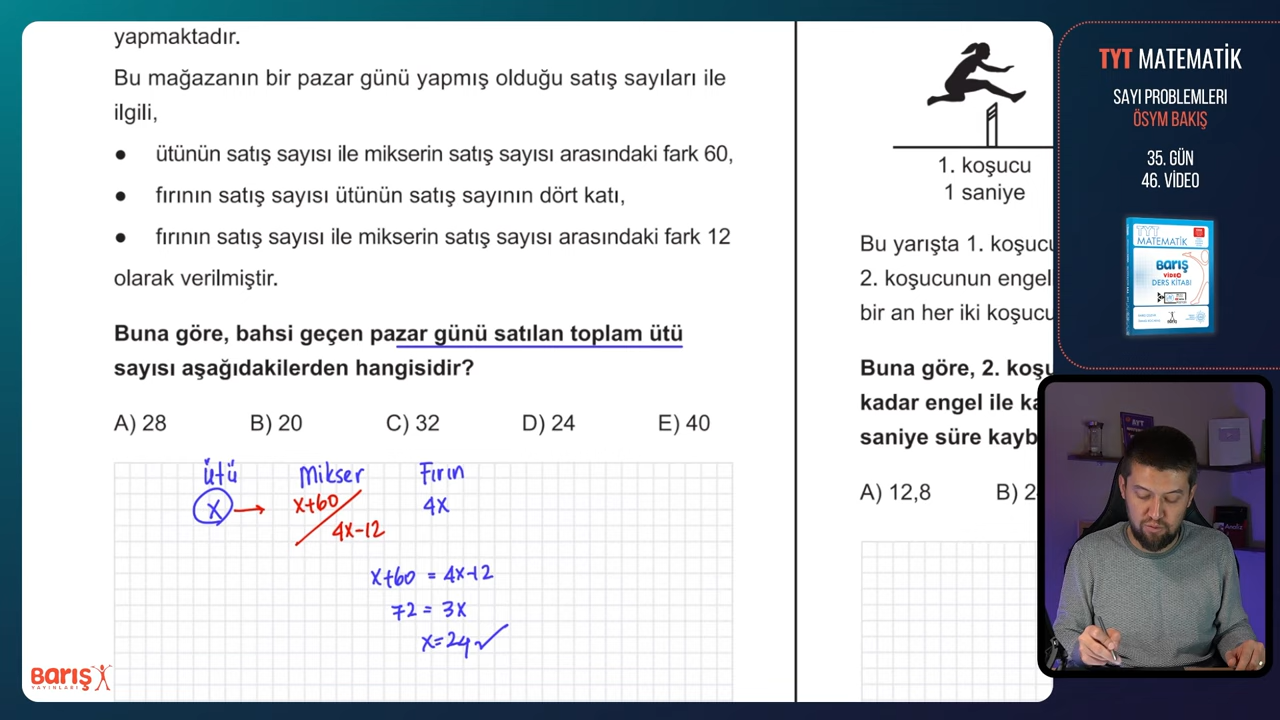 yapmaktadır.
Bu mağazanın bir pazar günü yapmış olduğu satış sayıları ile
ilgili,
● ütünün satış sayısı ile mikserin satış sayısı arasındaki fark 60,
● fırının satış sayısı ütünün satış sayının dört katı,
● fırının satış sayısı ile mikserin satış sayısı arasındaki fark 12
olarak verilmiştir.
Buna göre, bahsi geçen pazar günü satılan toplam ütü
sayısı aşağıdakilerden hangisidir?
A) 28 B) 20 C) 32 D) 24 E) 40
Ütü Mikser Fırın
x → x+60 4x
4x-12
x+60 = 4x-12
72 = 3x
x=24✓
BARIŞ
YAYINLARI
1. koşucu
1 saniye
Bu yarışta 1. koşucu
2. koşucunun engel
bir an her iki koşucu
Buna göre, 2. koşu
kadar engel ile ka
saniye süre kayb
A) 12,8 B) 2
TYT MATEMATİK
SAYI PROBLEMLERI
ÖSYM BAKIŞ
35. GÜN
46. VİDEO
TYT
MATEMATİK
BARIŞ
VİDEO
DERS KİTABI